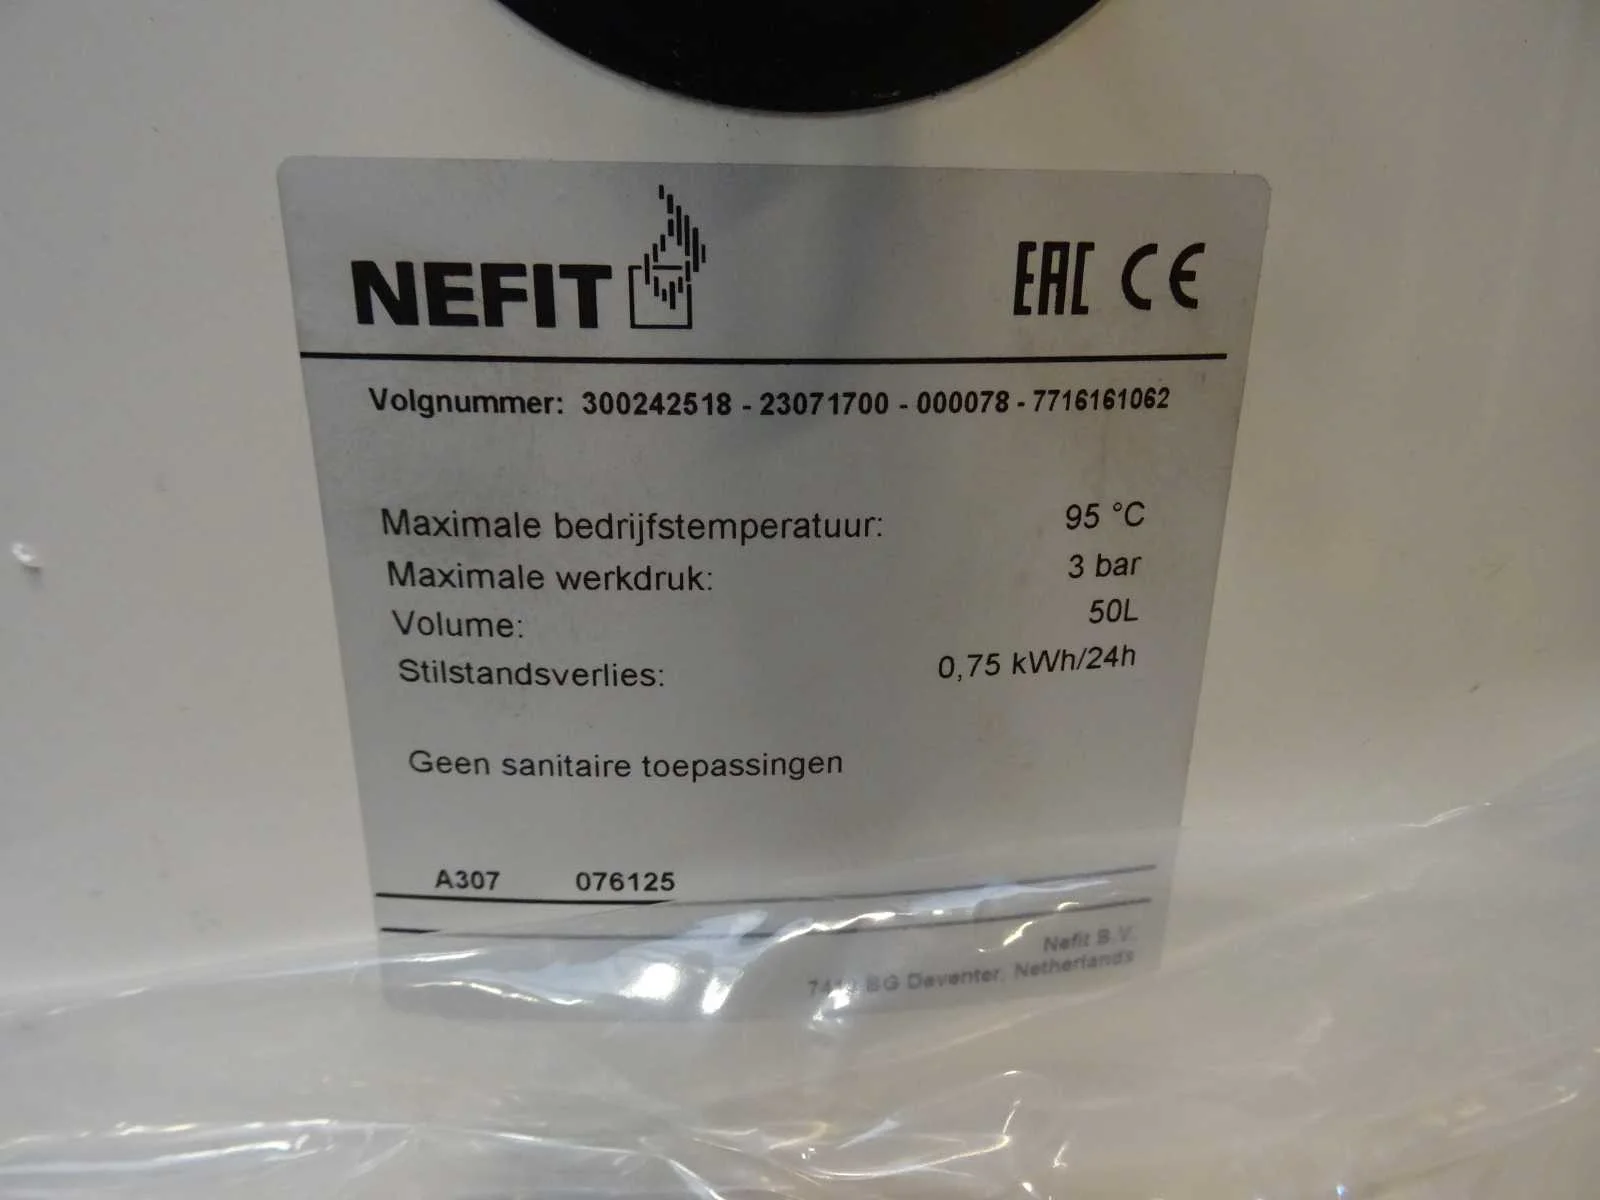 NEFIT EAC CE
Volgnummer: 300242518 - 23071700 - 000078 - 7716161062
Maximale bedrijfstemperatuur: 95 °C
Maximale werkdruk: 3 bar
Volume: 50L
Stilstandsverlies: 0,75 kWh/24h
Geen sanitaire toepassingen
A307 076125
Nefit B.V.
BG Deventer, Netherlands